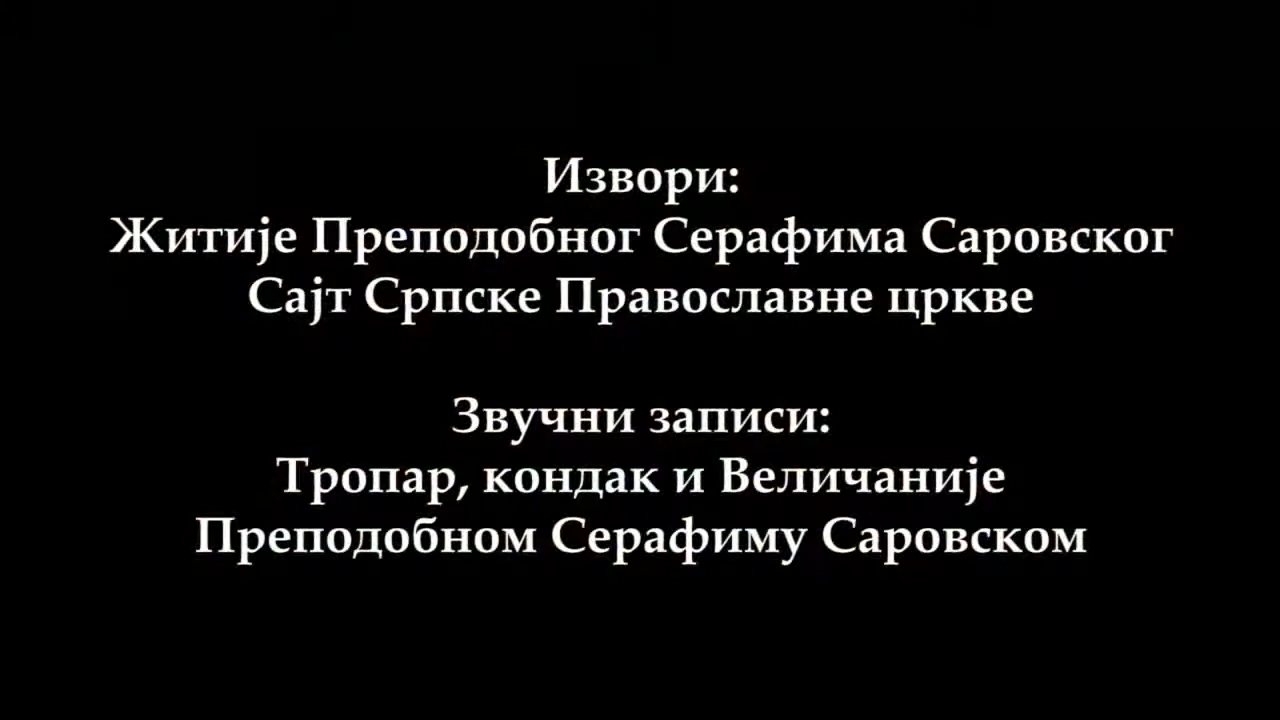 Извори:
Житије Преподобног Серафима Саровског
Сајт Српске Православне цркве
Звучни записи:
Тропар, кондак и Величаније
Преподобном Серафиму Саровском